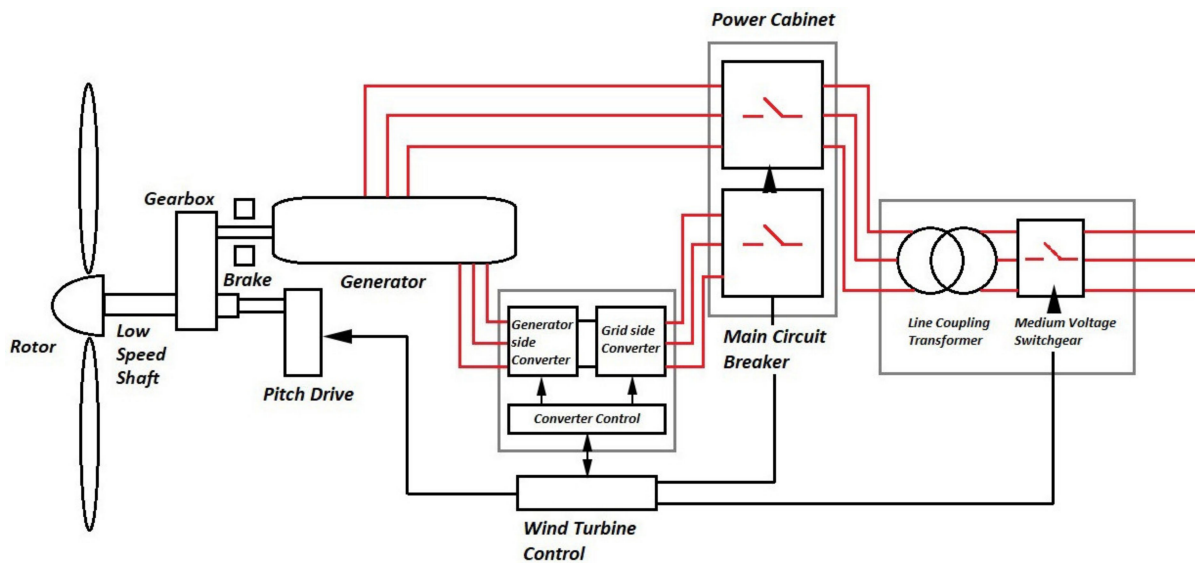 Power Cabinet
Gearbox
Brake
Generator
Rotor
Low
Speed
Shaft
Pitch Drive
Generator
side
Converter
Grid side
Converter
Converter Control
Main Circuit
Breaker
Line Coupling
Transformer
Medium Voltage
Switchgear
Wind Turbine
Control